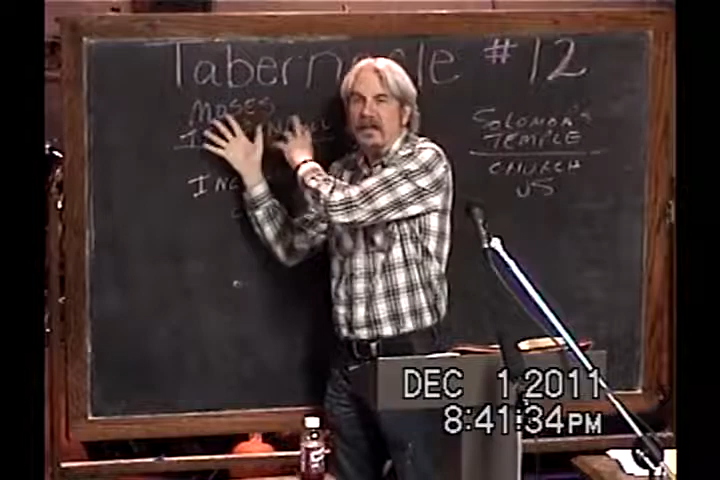 Tabernacle #12
MOSES
SOLOMON'S
TEMPLE
CHURCH
US
DEC 1 2011
8:41:34 PM